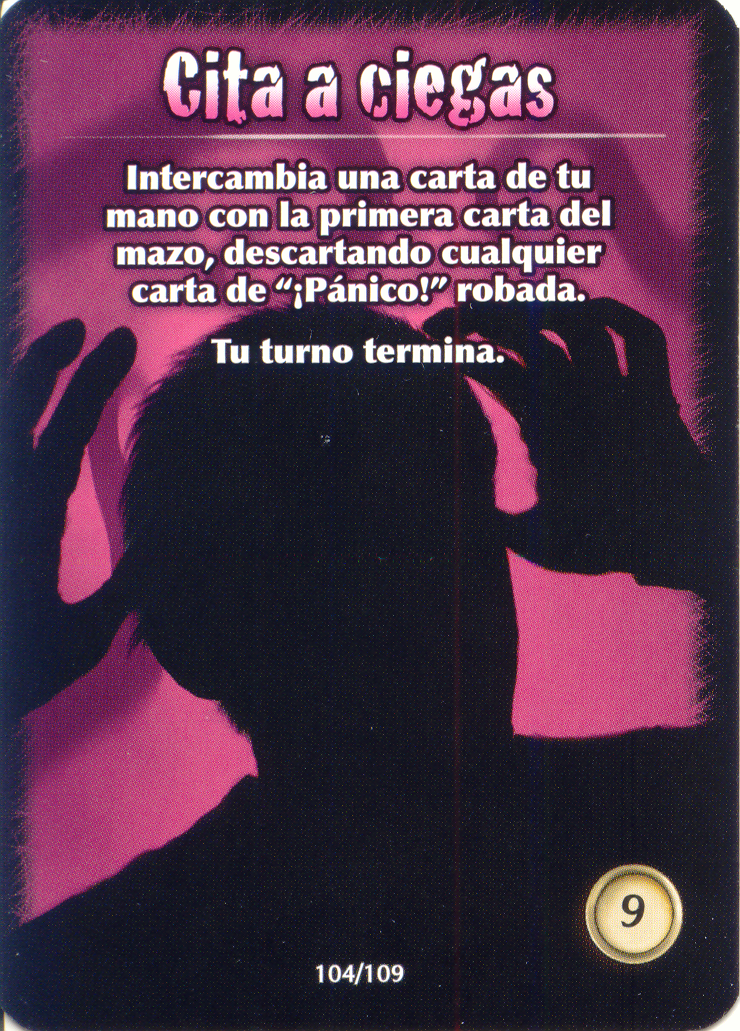 Cita a ciegas
Intercambia una carta de tu
mano con la primera carta del
mazo, descartando cualquier
carta de “¡Pánico!” robada.
Tu turno termina.
9
104/109